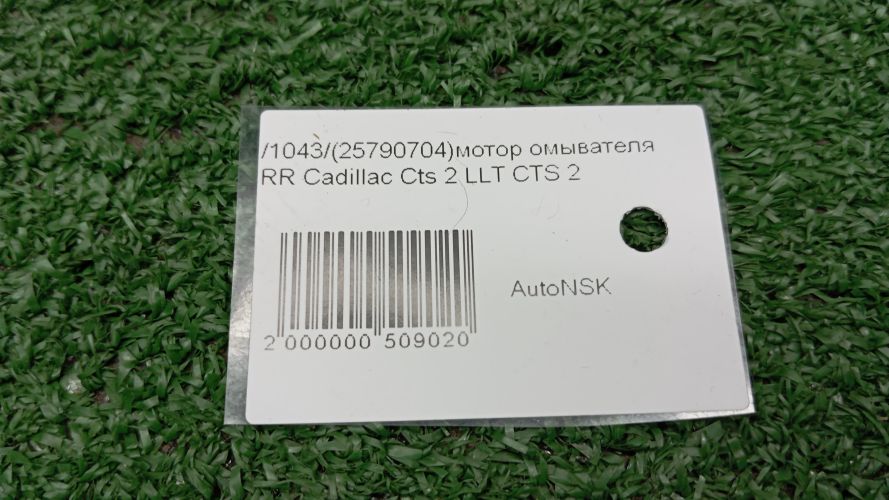 /1043/(25790704)мотор омывателя
RR Cadillac Cts 2 LLT CTS 2
AutoNSK
2 000000 509020